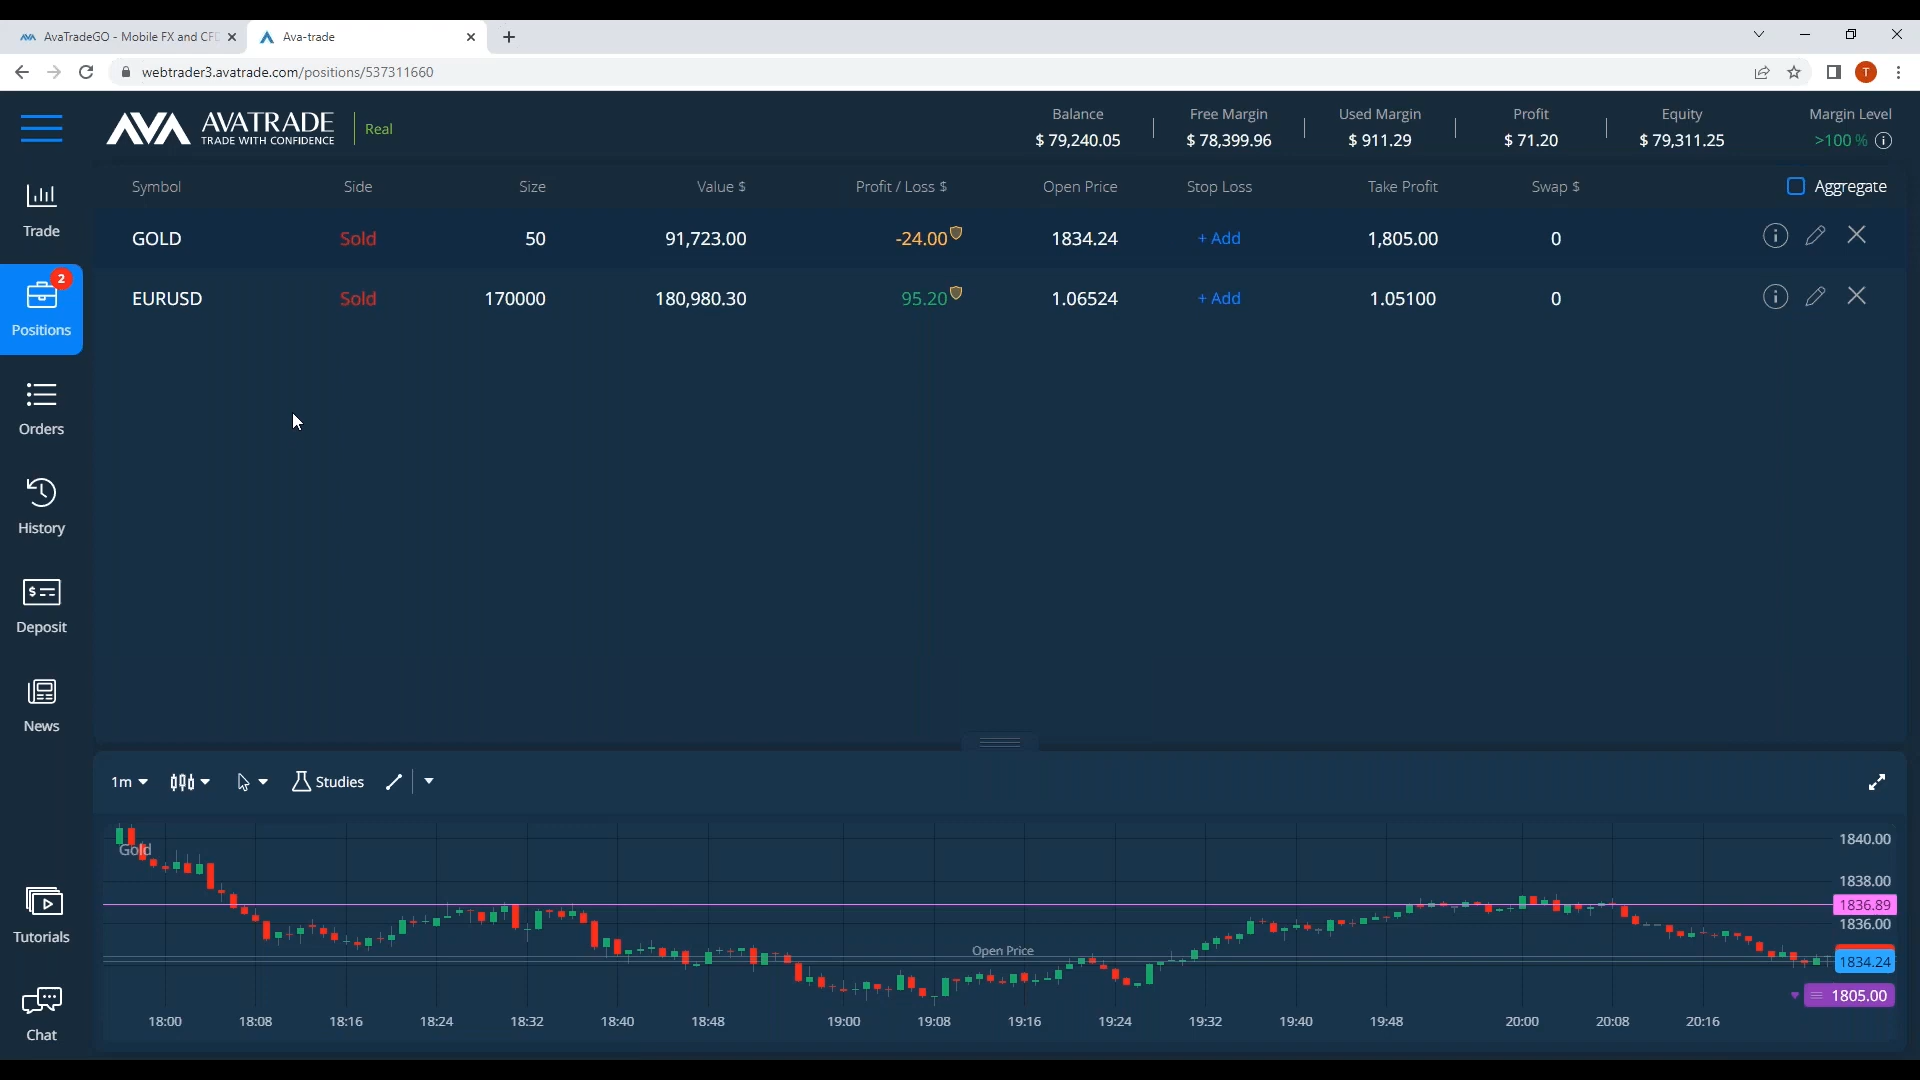 AvaTradeGO - Mobile FX and CFD
Ava-trade
webtrader3.avatrade.com/positions/537311660
T
AVA AVATRADE
TRADE WITH CONFIDENCE
Real
Balance Free Margin Used Margin Profit Equity Margin Level
$ 79,240.05 $ 78,399.96 $ 911.29 $ 71.20 $ 79,311.25 >100 %
Symbol Side Size Value $ Profit / Loss $ Open Price Stop Loss Take Profit Swap $ Aggregate
GOLD Sold 50 91,723.00 -24.00 1834.24 + Add 1,805.00 0
EURUSD Sold 170000 180,980.30 95.20 1.06524 + Add 1.05100 0
Trade
2
Positions
Orders
History
Deposit
News
Tutorials
Chat
1m Studies
Gold
Open Price
1840.00
1838.00
1836.89
1836.00
1834.24
1805.00
18:00 18:08 18:16 18:24 18:32 18:40 18:48 19:00 19:08 19:16 19:24 19:32 19:40 19:48 20:00 20:08 20:16